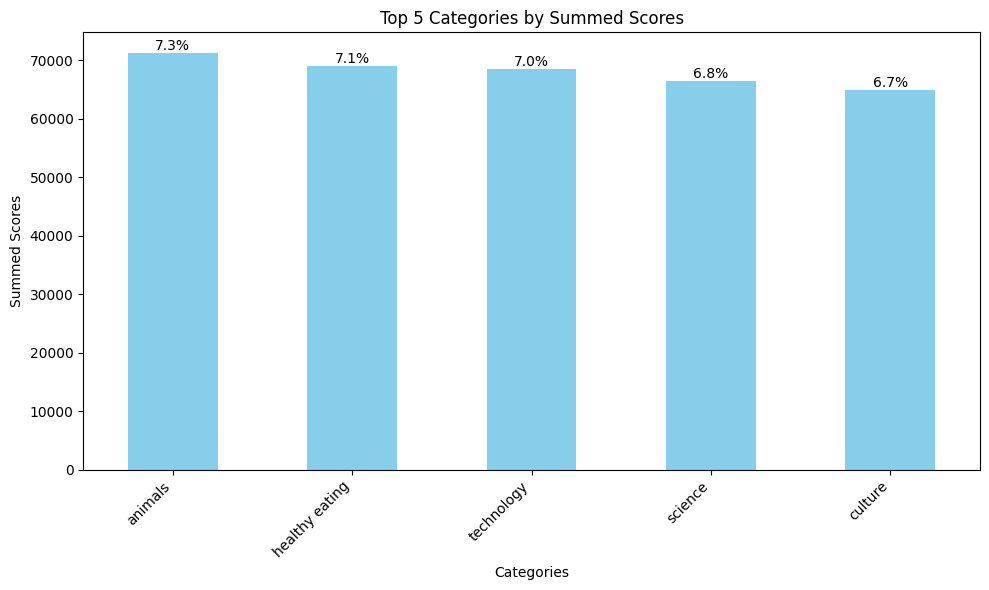 Top 5 Categories by Summed Scores
7.3%
7.1%
7.0%
6.8%
6.7%
70000
60000
50000
40000
30000
20000
10000
0
Summed Scores
animals
healthy eating
technology
science
culture
Categories